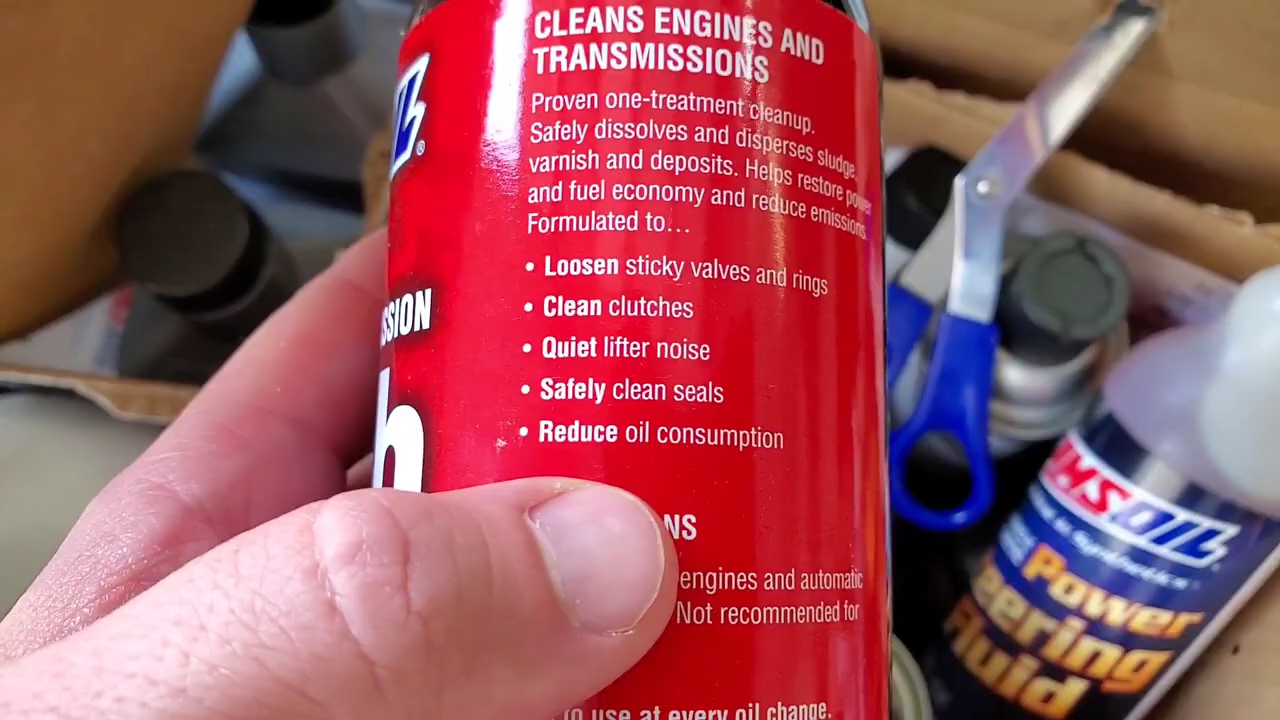 CLEANS ENGINES AND
TRANSMISSIONS
Proven one-treatment cleanup.
Safely dissolves and disperses sludge,
varnish and deposits. Helps restore power
and fuel economy and reduce emissions.
Formulated to…
• Loosen sticky valves and rings
• Clean clutches
• Quiet lifter noise
• Safely clean seals
• Reduce oil consumption
NS
engines and automatic
Not recommended for
to use at every oil change.
IL®
SSION
h
AMSOIL
Power
eering
Fluid